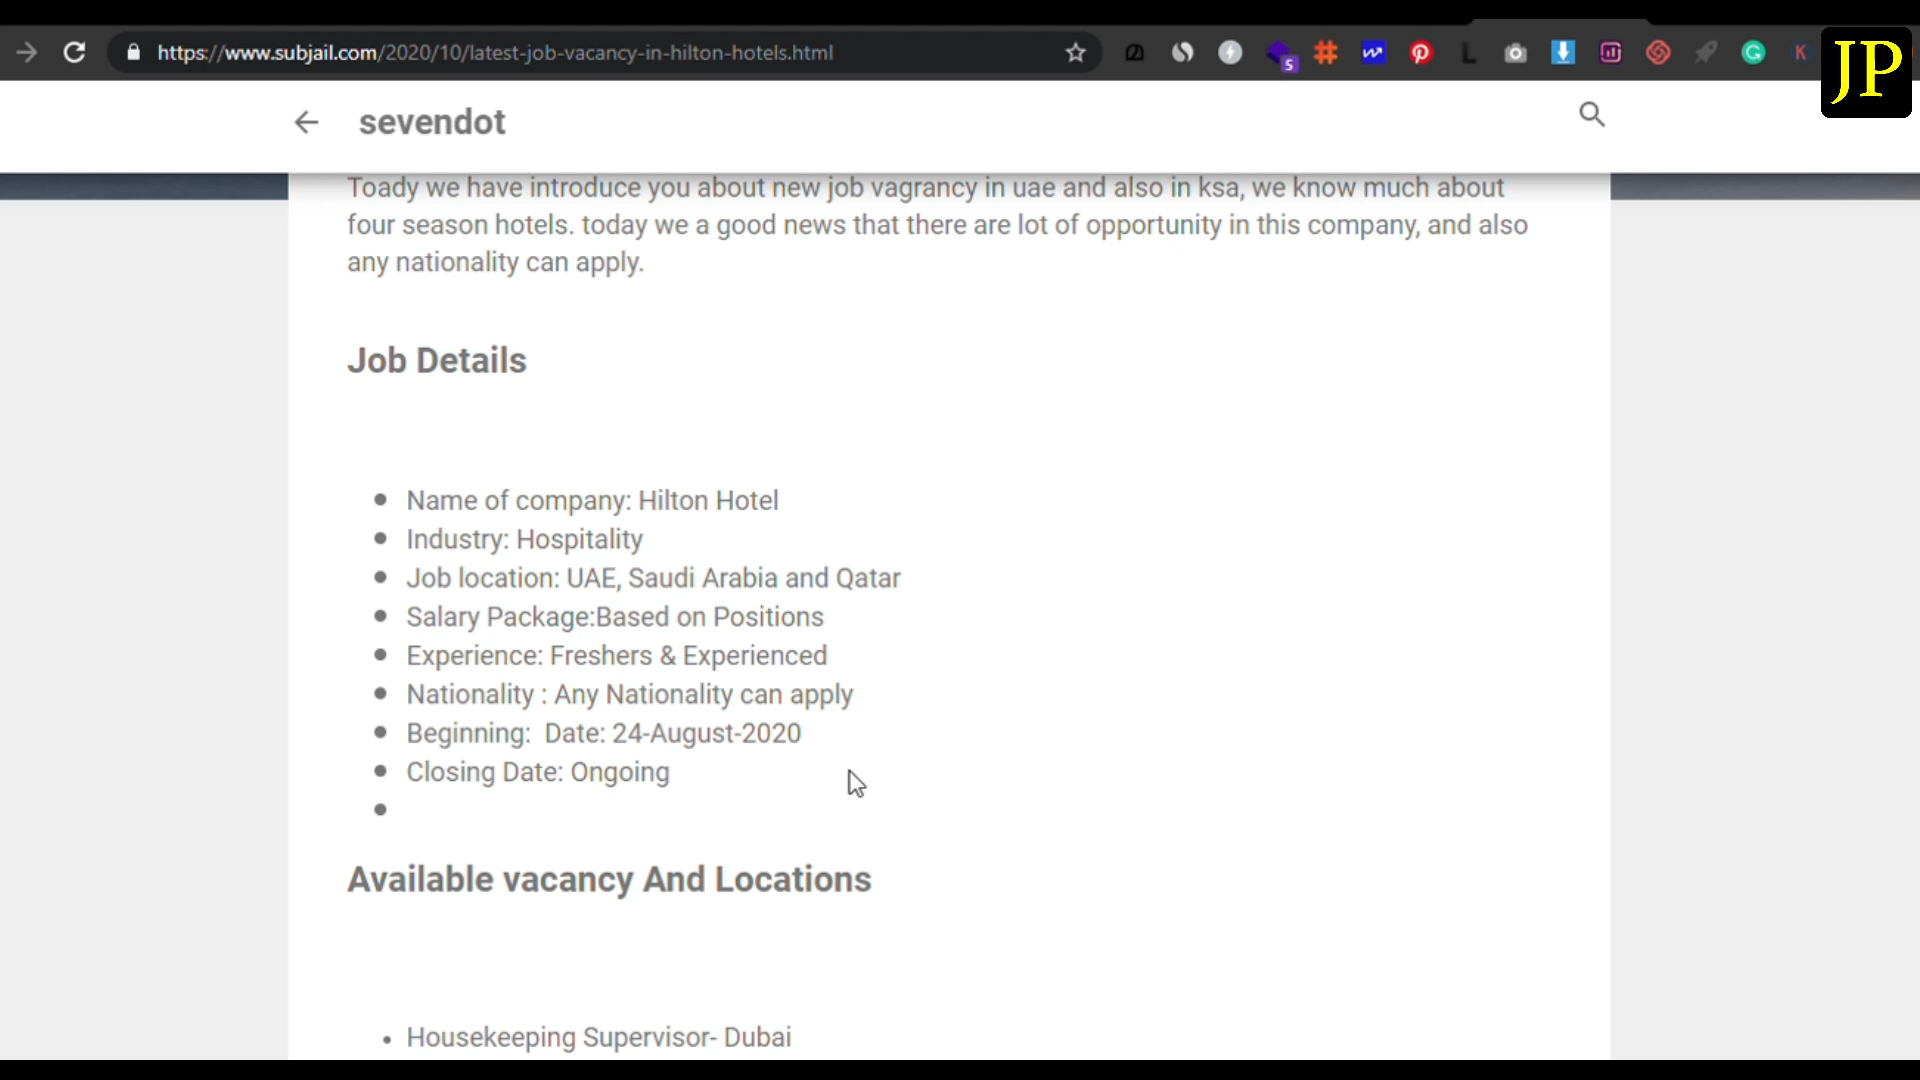 https://www.subjail.com/2020/10/latest-job-vacancy-in-hilton-hotels.html
5
L
G
K
JP
sevendot
Toady we have introduce you about new job vagrancy in uae and also in ksa, we know much about
four season hotels. today we a good news that there are lot of opportunity in this company, and also
any nationality can apply.
Job Details
Name of company: Hilton Hotel
Industry: Hospitality
Job location: UAE, Saudi Arabia and Qatar
Salary Package:Based on Positions
Experience: Freshers & Experienced
Nationality : Any Nationality can apply
Beginning:  Date: 24-August-2020
Closing Date: Ongoing
Available vacancy And Locations
Housekeeping Supervisor- Dubai